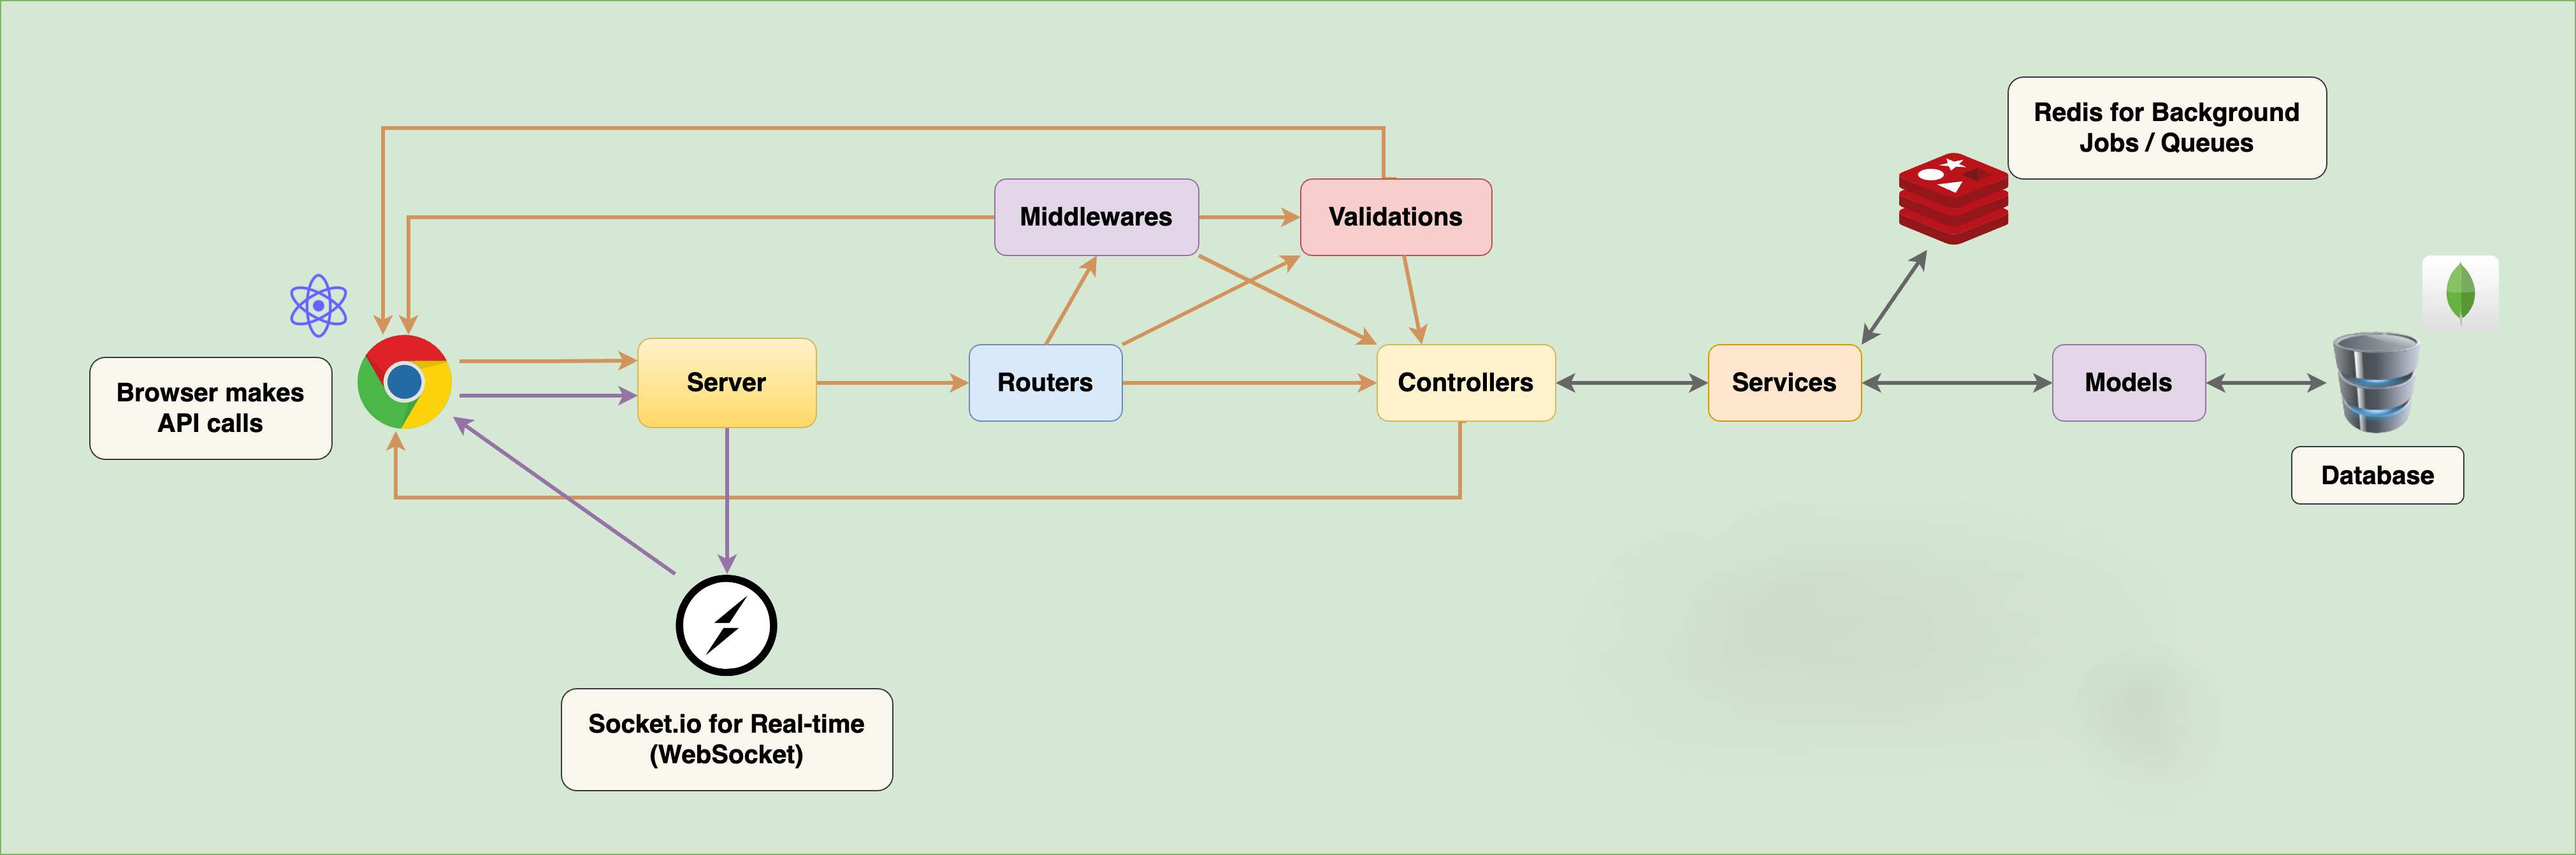 Redis for Background
Jobs / Queues
Middlewares
Validations
Browser makes
API calls
Server
Routers
Controllers
Services
Models
Database
Socket.io for Real-time
(WebSocket)